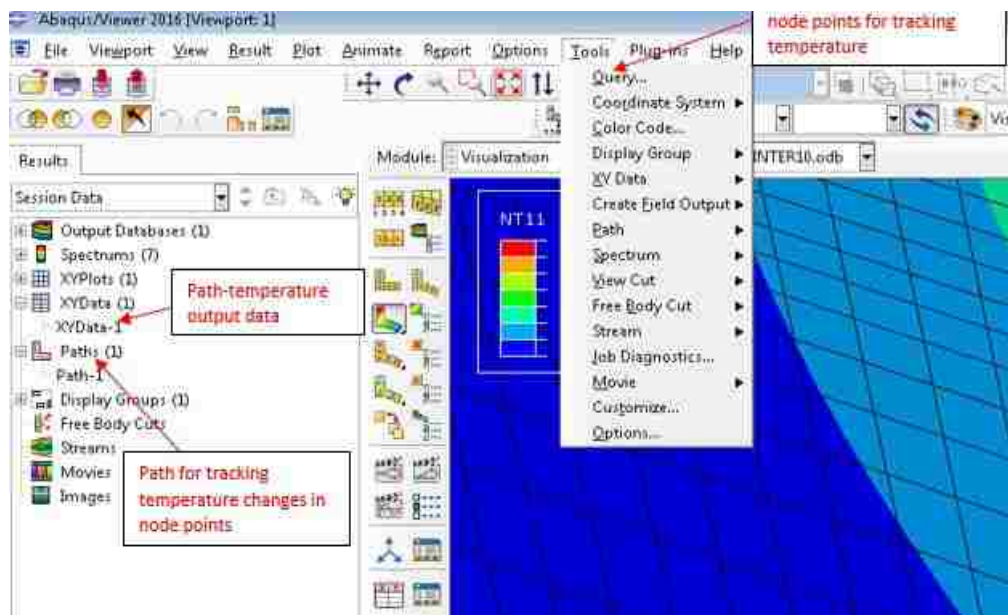 Abaqus/Viewer 2016 [Viewport: 1]
File Viewport View Result Plot Animate Report Options Tools Plug-ins Help
node points for tracking
temperature
Results
Module: Visualization
INTER10.odb
Session Data
Output Databases (1)
Spectrums (7)
XYPlots (1)
XYData (1)
XYData-1
Paths (1)
Path-1
Display Groups (1)
Free Body Cuts
Streams
Movies
Images
Path-temperature
output data
Path for tracking
temperature changes in
node points
NT11
Query...
Coordinate System
Color Code...
Display Group
XY Data
Create Field Output
Path
Spectrum
View Cut
Free Body Cut
Stream
Job Diagnostics...
Movie
Customize...
Options...